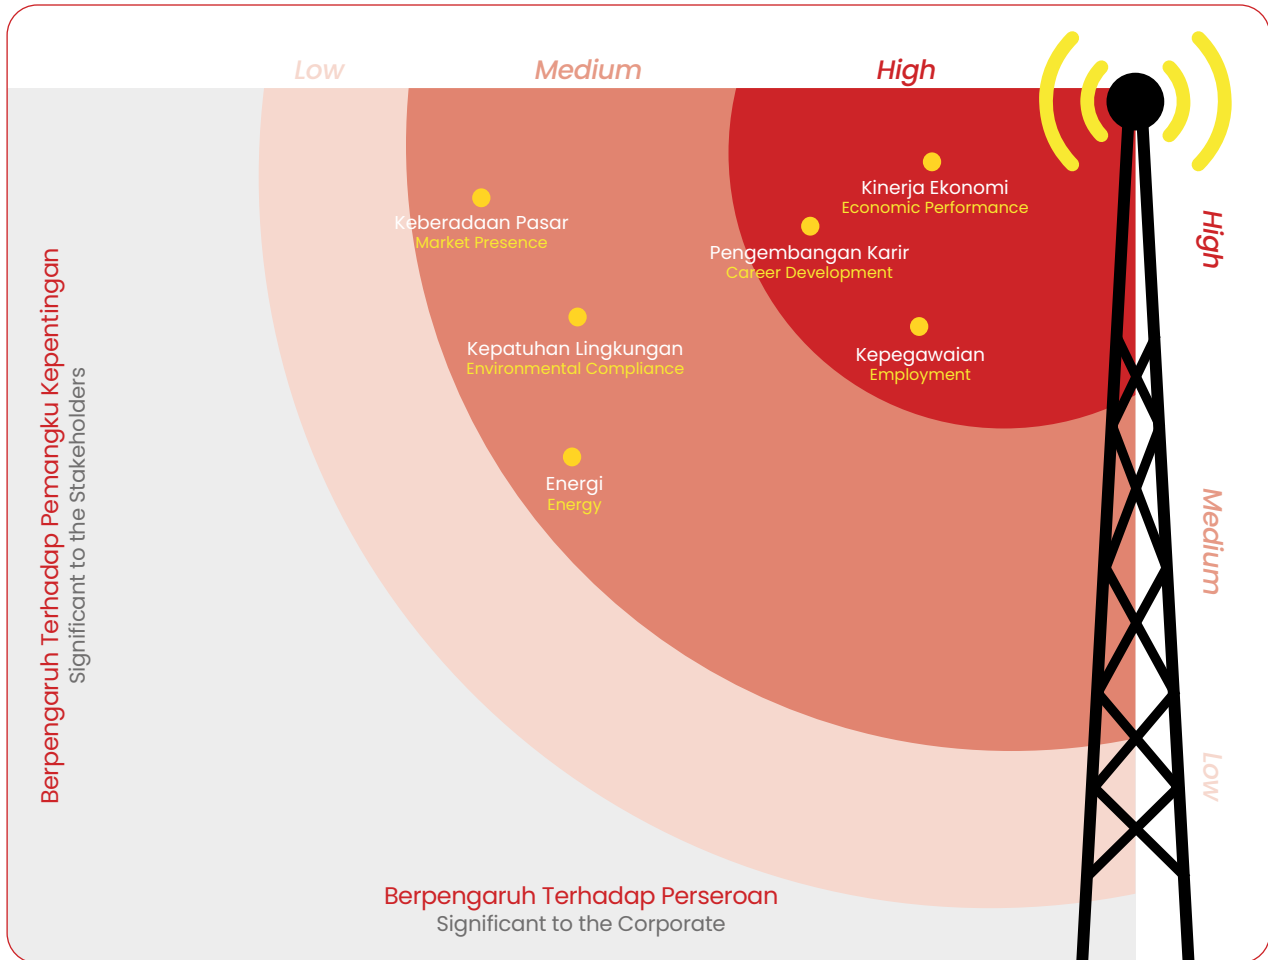 Low
Medium
High
Kinerja Ekonomi
Economic Performance
Keberadaan Pasar
Market Presence
Pengembangan Karir
Career Development
Kepatuhan Lingkungan
Environmental Compliance
Kepegawaian
Employment
Energi
Energy
High
Medium
Low
Berpengaruh Terhadap Pemangku Kepentingan
Significant to the Stakeholders
Berpengaruh Terhadap Perseroan
Significant to the Corporate